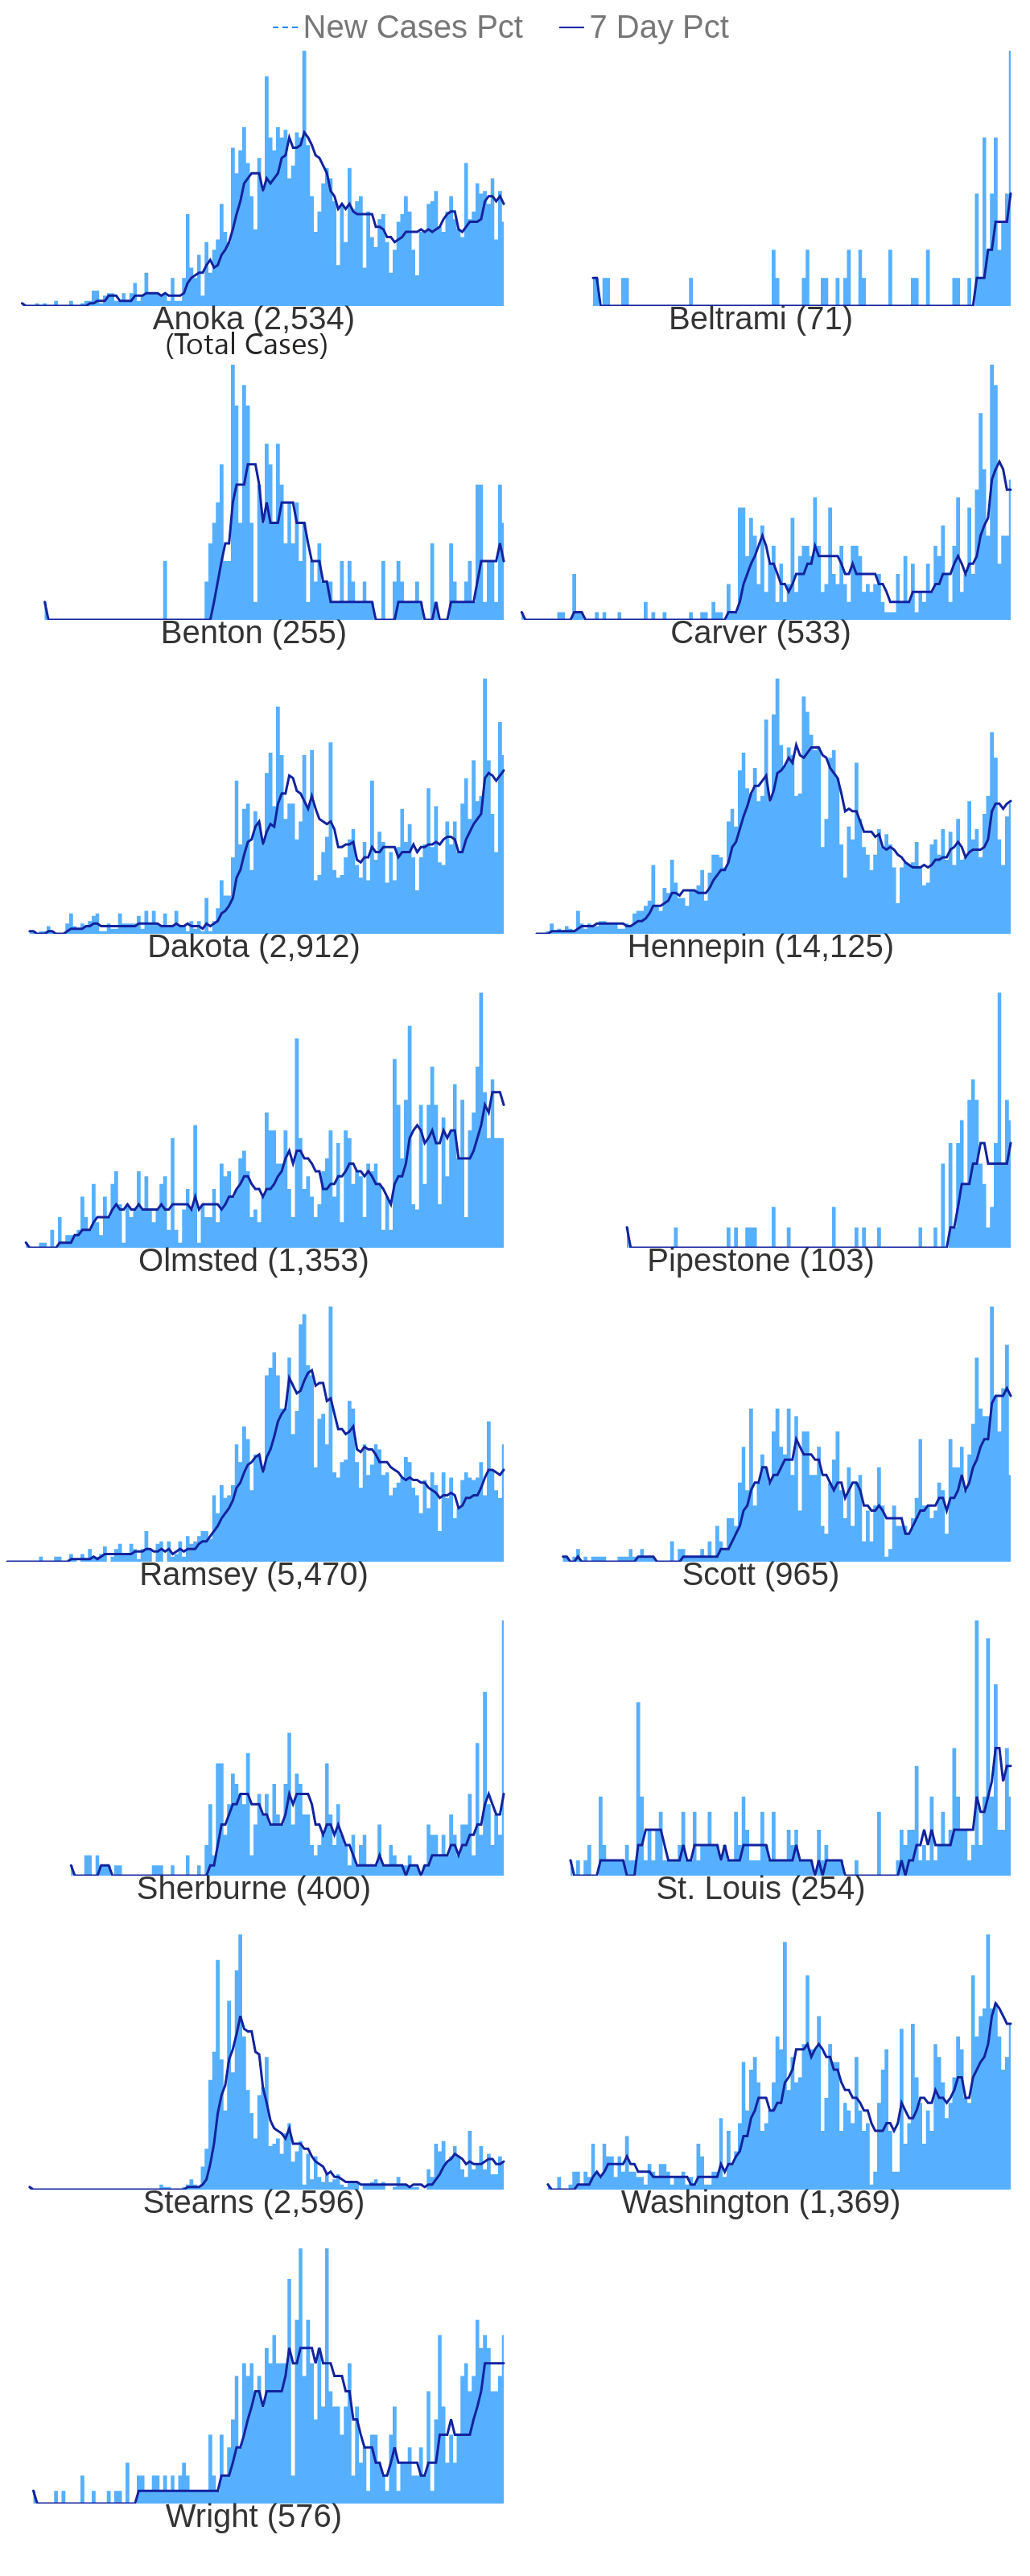 New Cases Pct 7 Day Pct
Anoka (2,534) Beltrami (71)
(Total Cases)
Benton (255) Carver (533)
Dakota (2,912) Hennepin (14,125)
Olmsted (1,353) Pipestone (103)
Ramsey (5,470) Scott (965)
Sherburne (400) St. Louis (254)
Stearns (2,596) Washington (1,369)
Wright (576)